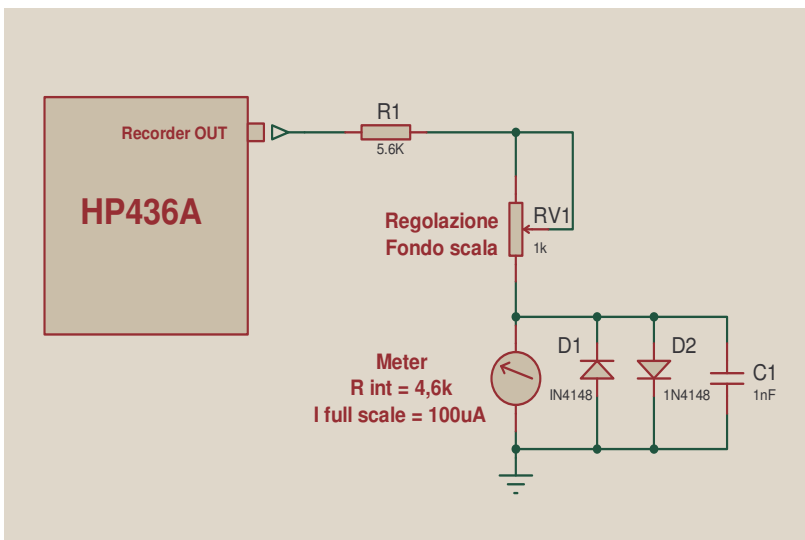 Recorder OUT
HP436A
R1
5.6K
Regolazione
Fondo scala
RV1
1k
Meter
R int = 4,6k
I full scale = 100uA
D1
IN4148
D2
1N4148
C1
1nF